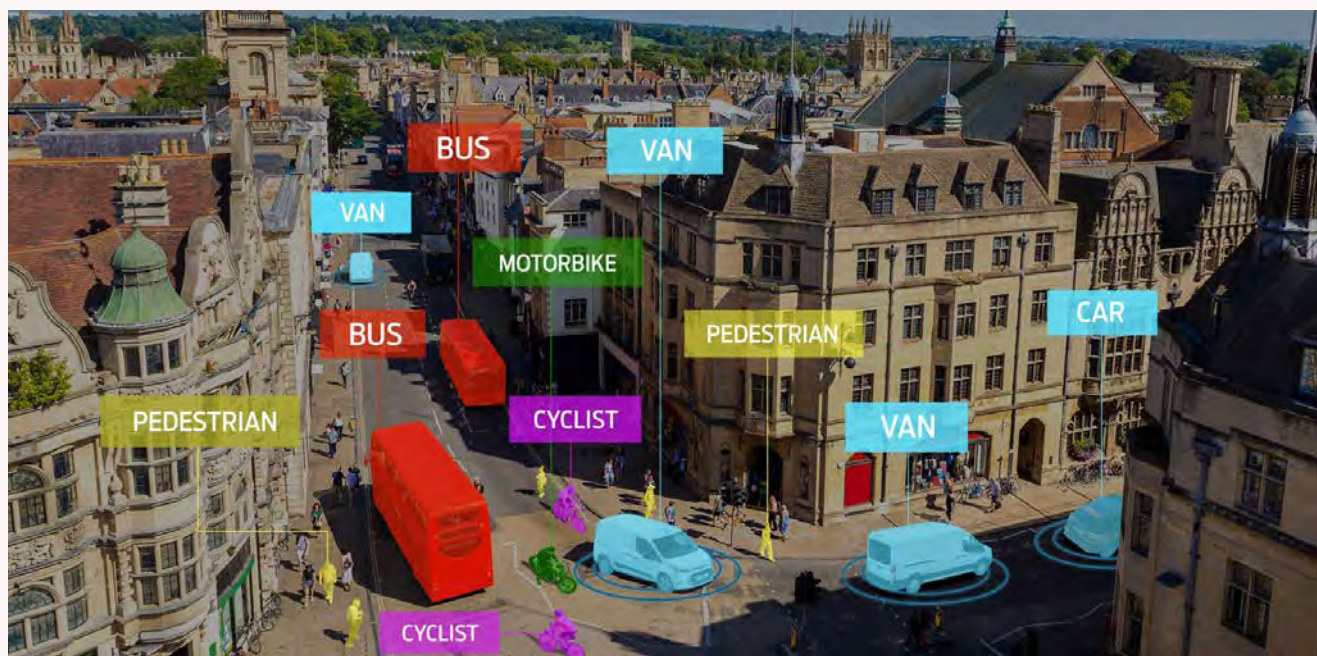 BUS
VAN
VAN
MOTORBIKE
CAR
BUS
PEDESTRIAN
PEDESTRIAN
CYCLIST
VAN
CYCLIST